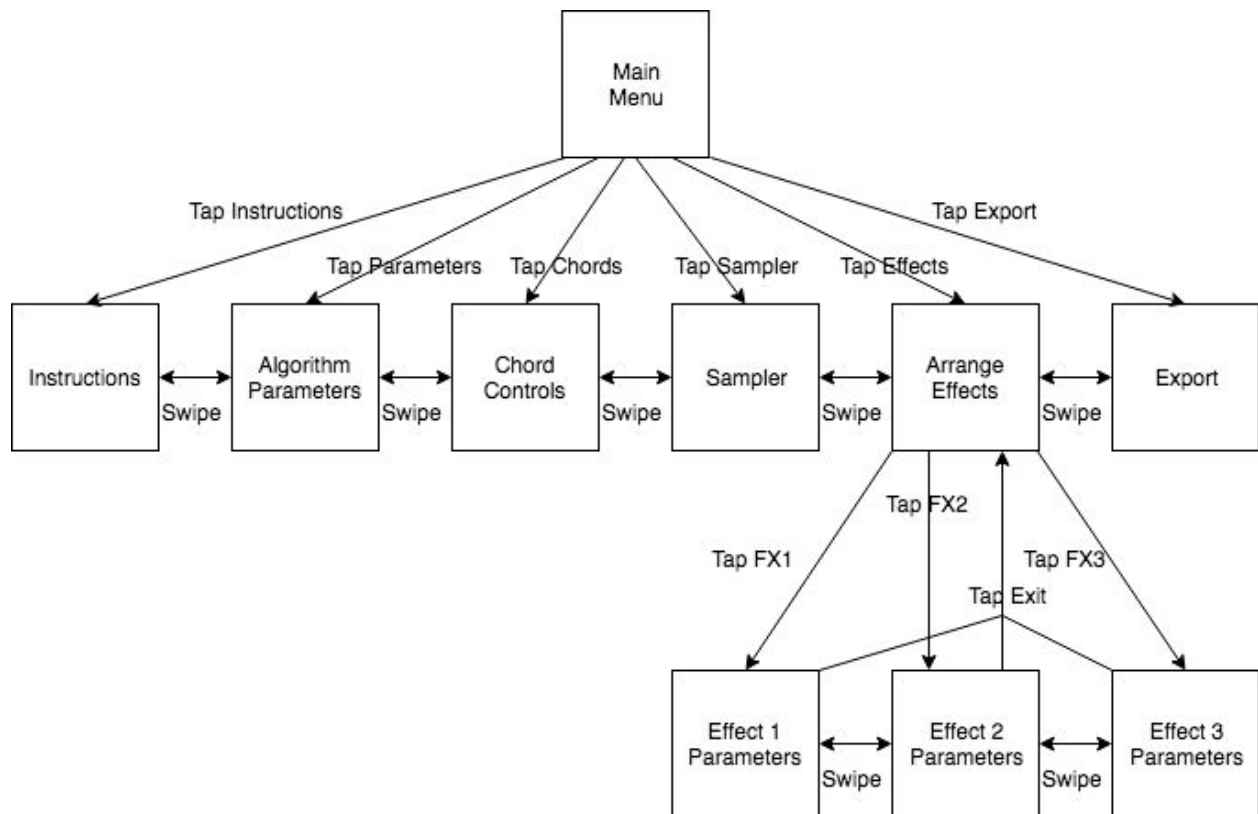 Main
Menu
Tap Instructions
Tap Export
Tap Parameters
Tap Chords
Tap Sampler
Tap Effects
Instructions
Algorithm
Parameters
Chord
Controls
Sampler
Arrange
Effects
Export
Swipe
Swipe
Swipe
Swipe
Swipe
Tap FX2
Tap FX1
Tap FX3
Tap Exit
Effect 1
Parameters
Effect 2
Parameters
Effect 3
Parameters
Swipe
Swipe